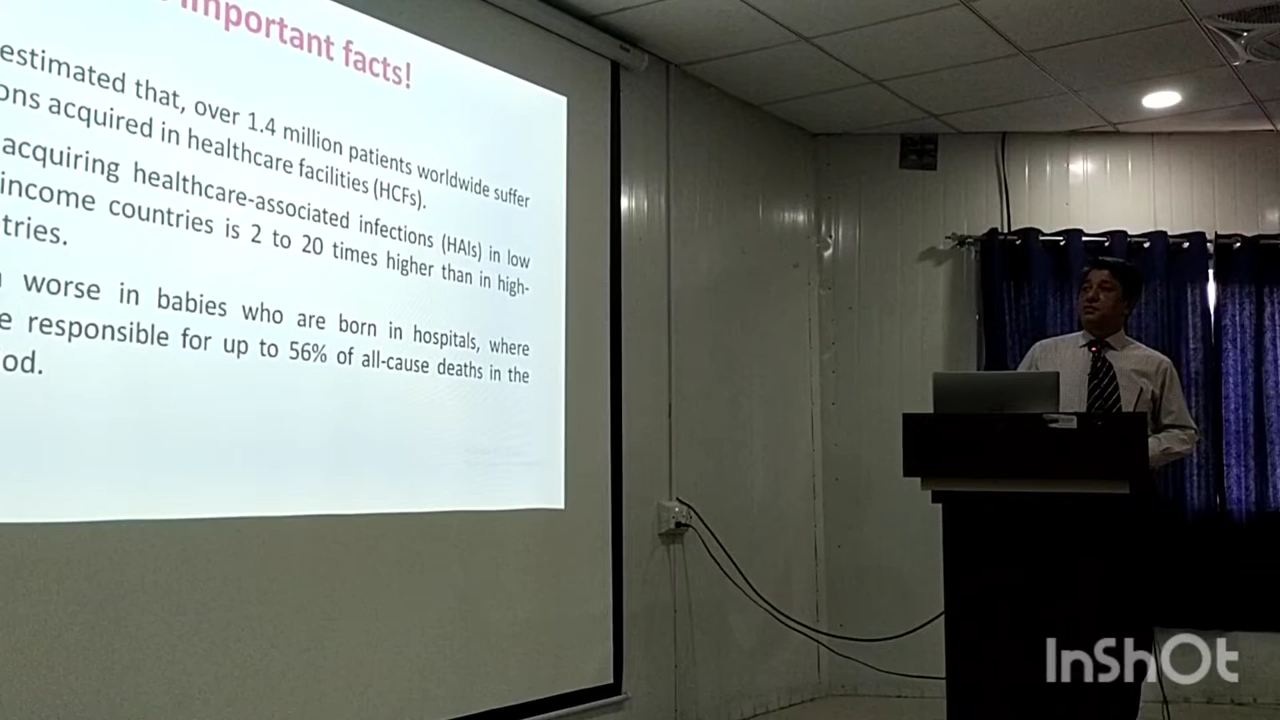 important facts!
estimated that, over 1.4 million patients worldwide suffer
ons acquired in healthcare facilities (HCFs).
acquiring healthcare-associated infections (HAIs) in low
income countries is 2 to 20 times higher than in high-
tries.
worse in babies who are born in hospitals, where
e responsible for up to 56% of all-cause deaths in the
od.
InShOt